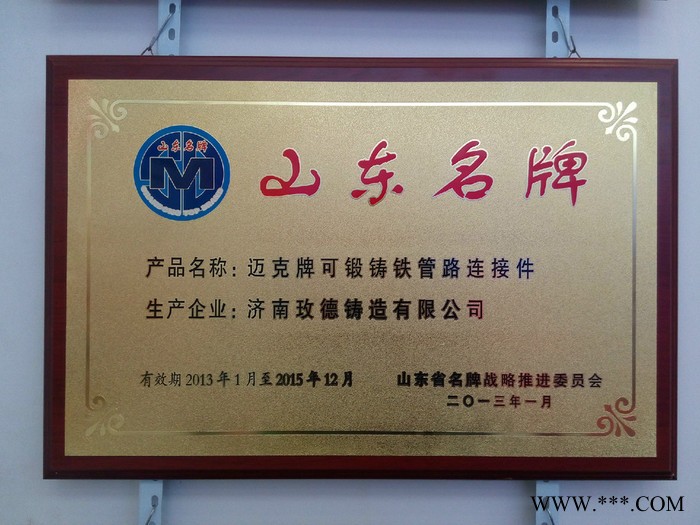 山东名牌
山东名牌
产品名称：迈克牌可锻铸铁管路连接件
生产企业：济南玫德铸造有限公司
有效期2013年1月至2015年12月
山东省名牌战略推进委员会
二〇一三年一月
WWW.***.COM